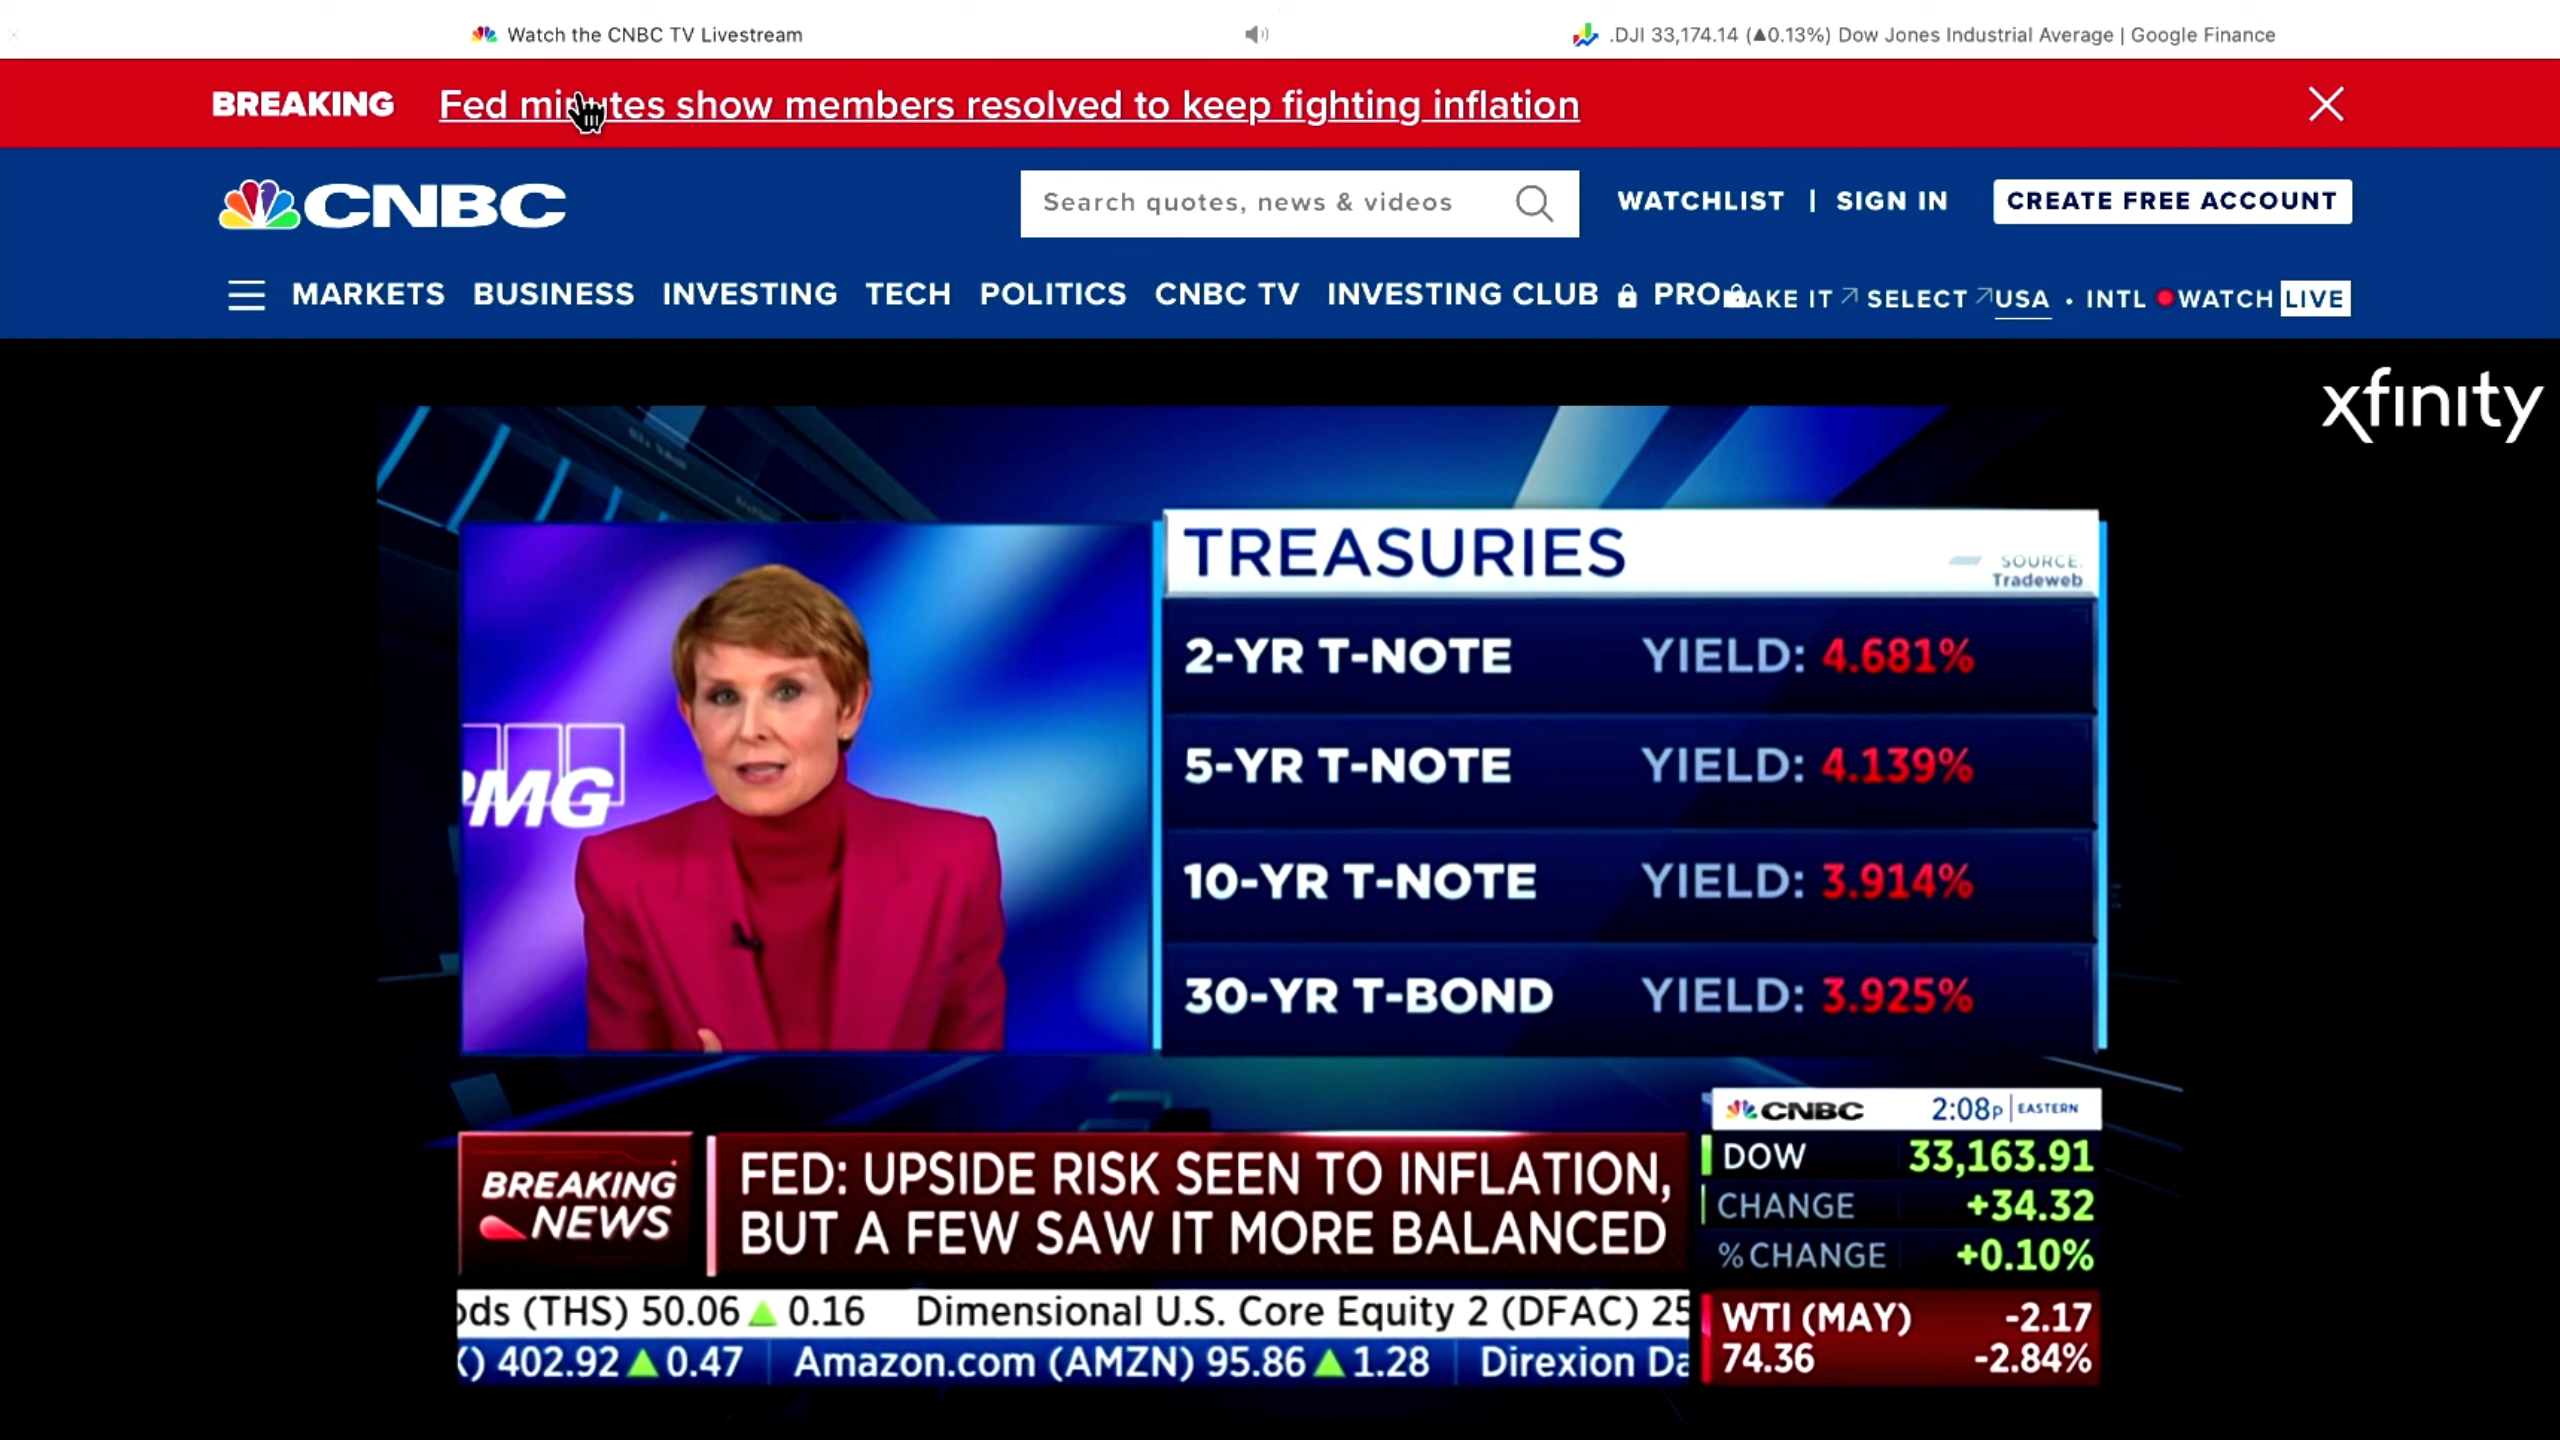 Watch the CNBC TV Livestream
.DJI 33,174.14 (▲0.13%) Dow Jones Industrial Average | Google Finance
BREAKING Fed minutes show members resolved to keep fighting inflation
CNBC
Search quotes, news & videos
WATCHLIST | SIGN IN
CREATE FREE ACCOUNT
MARKETS BUSINESS INVESTING TECH POLITICS CNBC TV INVESTING CLUB PRO AKE IT SELECT USA • INTL WATCH LIVE
xfinity
TREASURIES
SOURCE:
Tradeweb
2-YR T-NOTE YIELD: 4.681%
5-YR T-NOTE YIELD: 4.139%
10-YR T-NOTE YIELD: 3.914%
30-YR T-BOND YIELD: 3.925%
PMG
CNBC 2:08P | EASTERN
BREAKING NEWS
FED: UPSIDE RISK SEEN TO INFLATION,
BUT A FEW SAW IT MORE BALANCED
DOW 33,163.91
CHANGE +34.32
% CHANGE +0.10%
ods (THS) 50.06 ▲ 0.16 Dimensional U.S. Core Equity 2 (DFAC) 25
) 402.92 ▲ 0.47 Amazon.com (AMZN) 95.86 ▲ 1.28 Direxion Da
WTI (MAY) -2.17
74.36 -2.84%